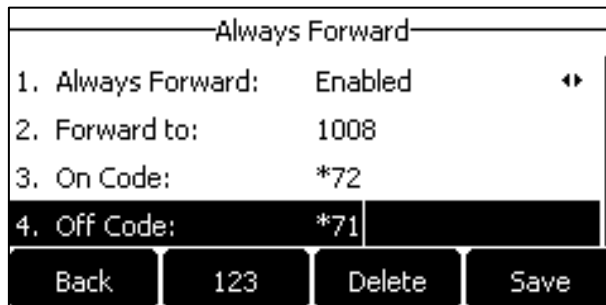 Always Forward
1. Always Forward: Enabled
2. Forward to: 1008
3. On Code: *72
4. Off Code: *71
Back 123 Delete Save